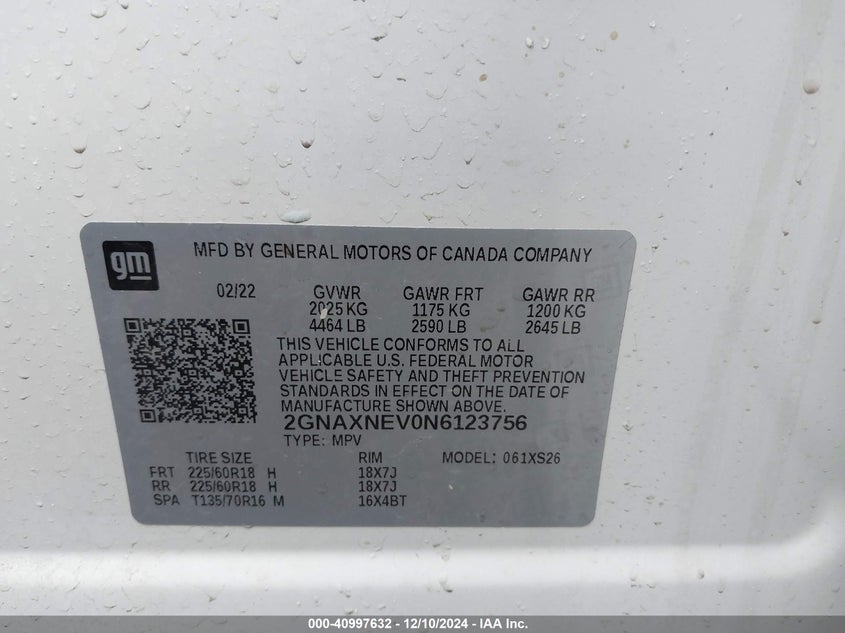 gm
MFD BY GENERAL MOTORS OF CANADA COMPANY
02/22 GVWR GAWR FRT GAWR RR
2025 KG 1175 KG 1200 KG
4464 LB 2590 LB 2645 LB
THIS VEHICLE CONFORMS TO ALL
APPLICABLE U.S. FEDERAL MOTOR
VEHICLE SAFETY AND THEFT PREVENTION
STANDARDS IN EFFECT ON THE DATE OF
MANUFACTURE SHOWN ABOVE.
2GNAXNEV0N6123756
TYPE: MPV
TIRE SIZE RIM MODEL: 061XS26
FRT 225/60R18 H 18X7J
RR 225/60R18 H 18X7J
SPA T135/70R16 M 16X4BT
000-40997632 - 12/10/2024 - IAA Inc.